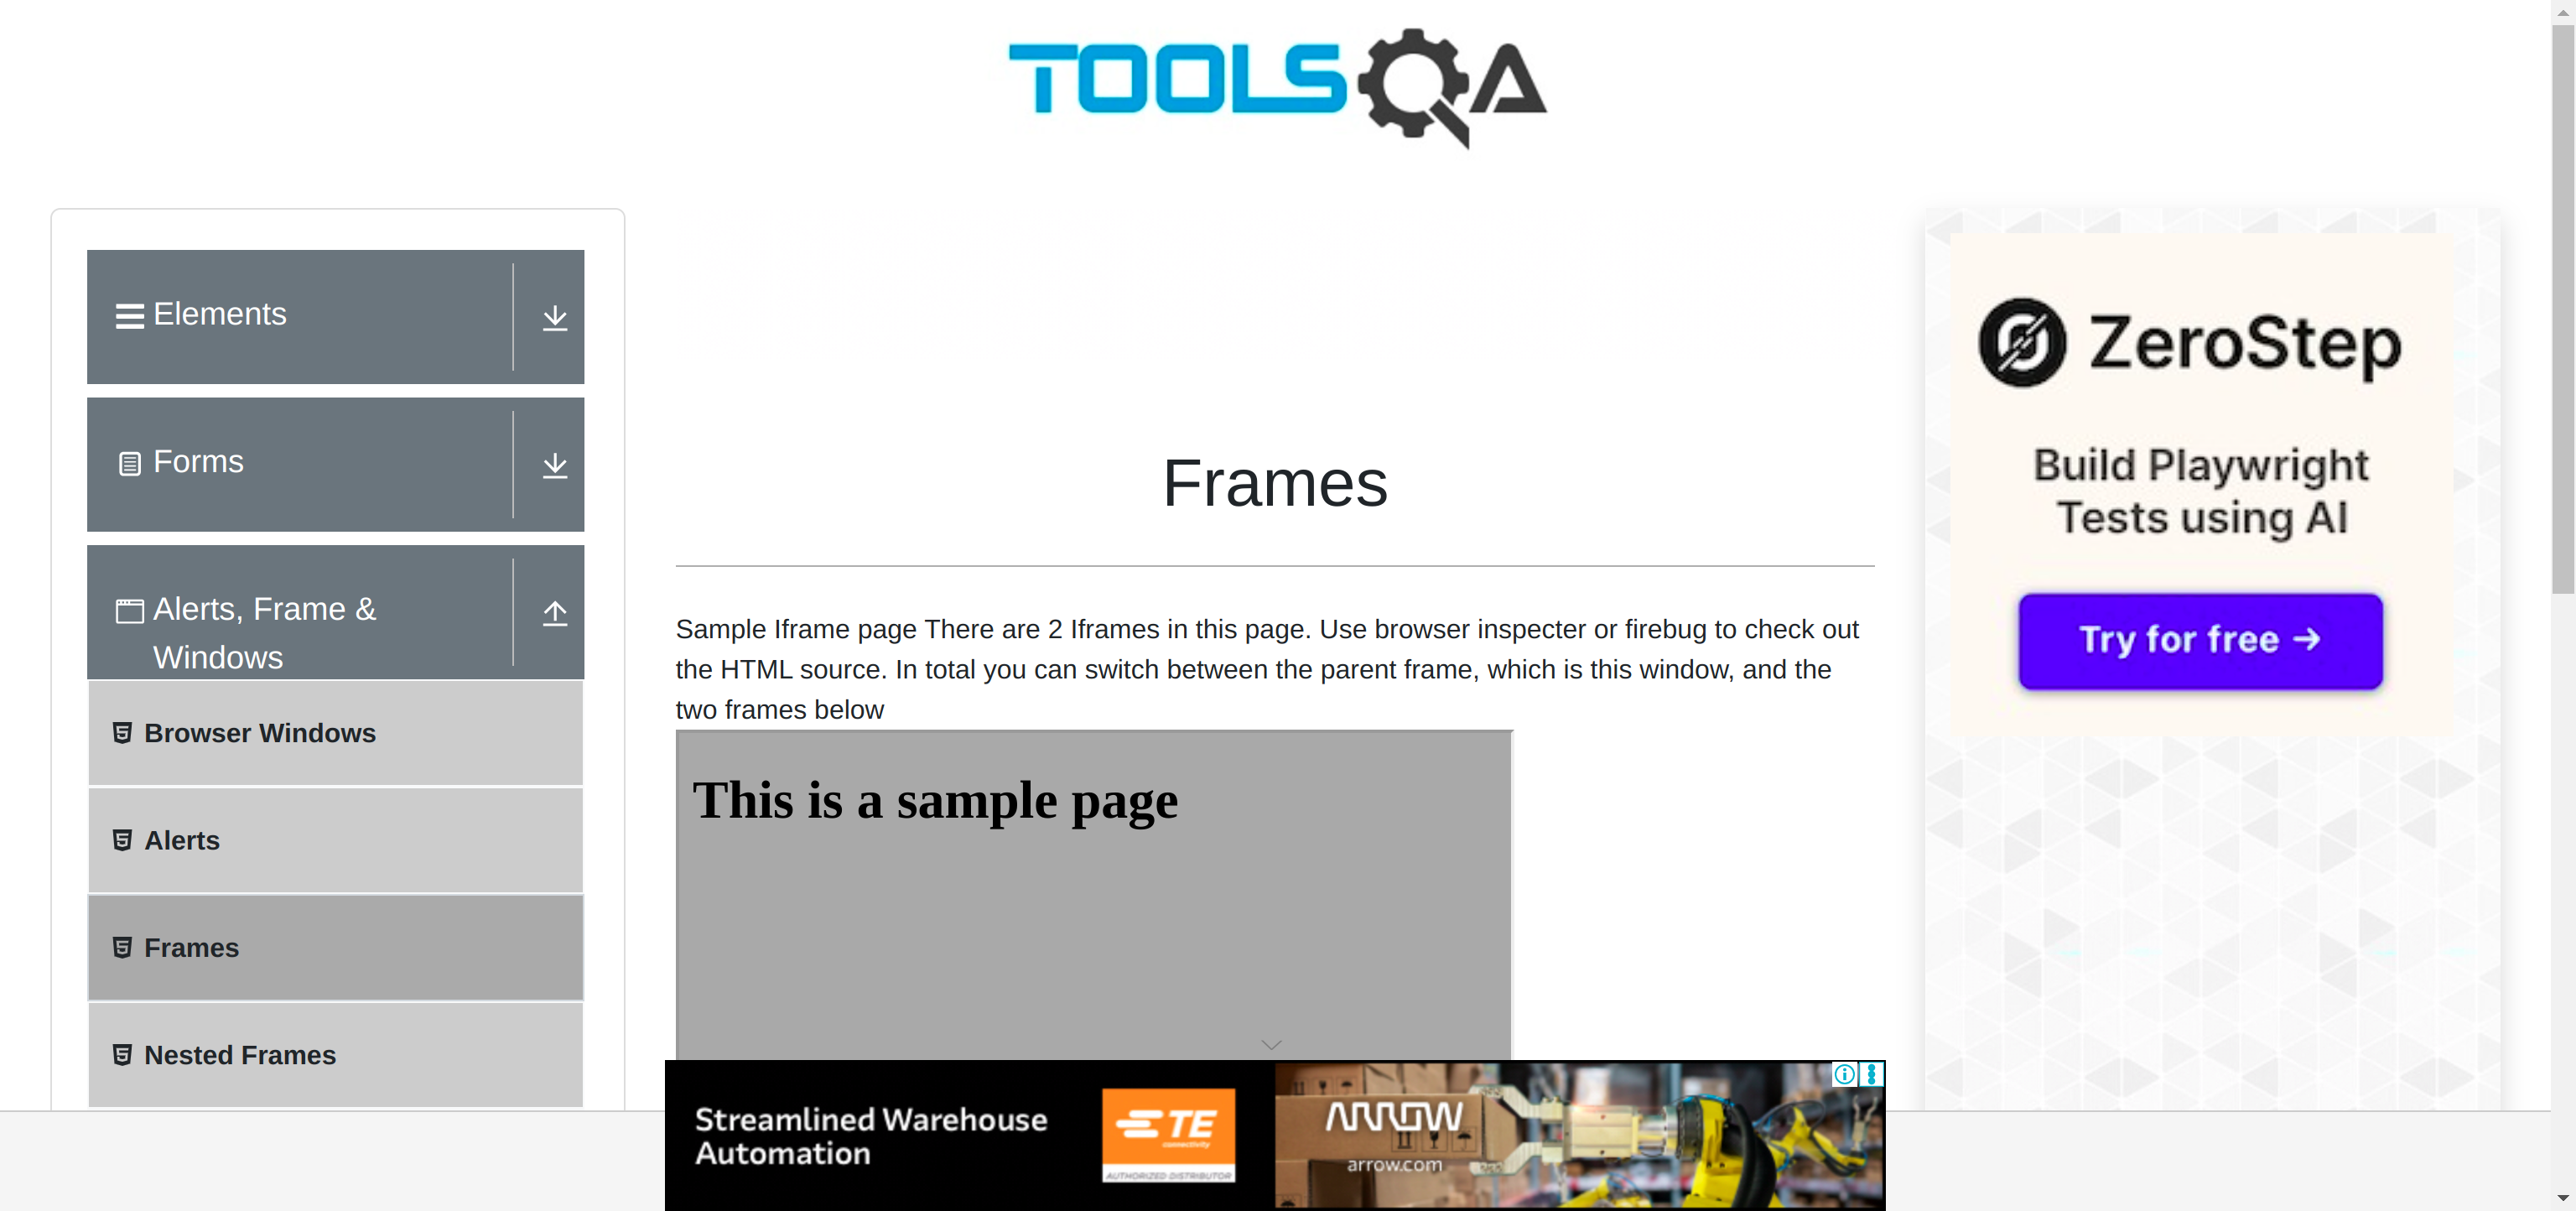 TOOLSQA
Elements
Forms
Alerts, Frame &
Windows
Browser Windows
Alerts
Frames
Nested Frames
Frames
Sample Iframe page There are 2 Iframes in this page. Use browser inspecter or firebug to check out
the HTML source. In total you can switch between the parent frame, which is this window, and the
two frames below
This is a sample page
ZeroStep
Build Playwright
Tests using AI
Try for free →
Streamlined Warehouse
Automation
TE
connectivity
AUTHORIZED DISTRIBUTOR
ARROW
arrow.com